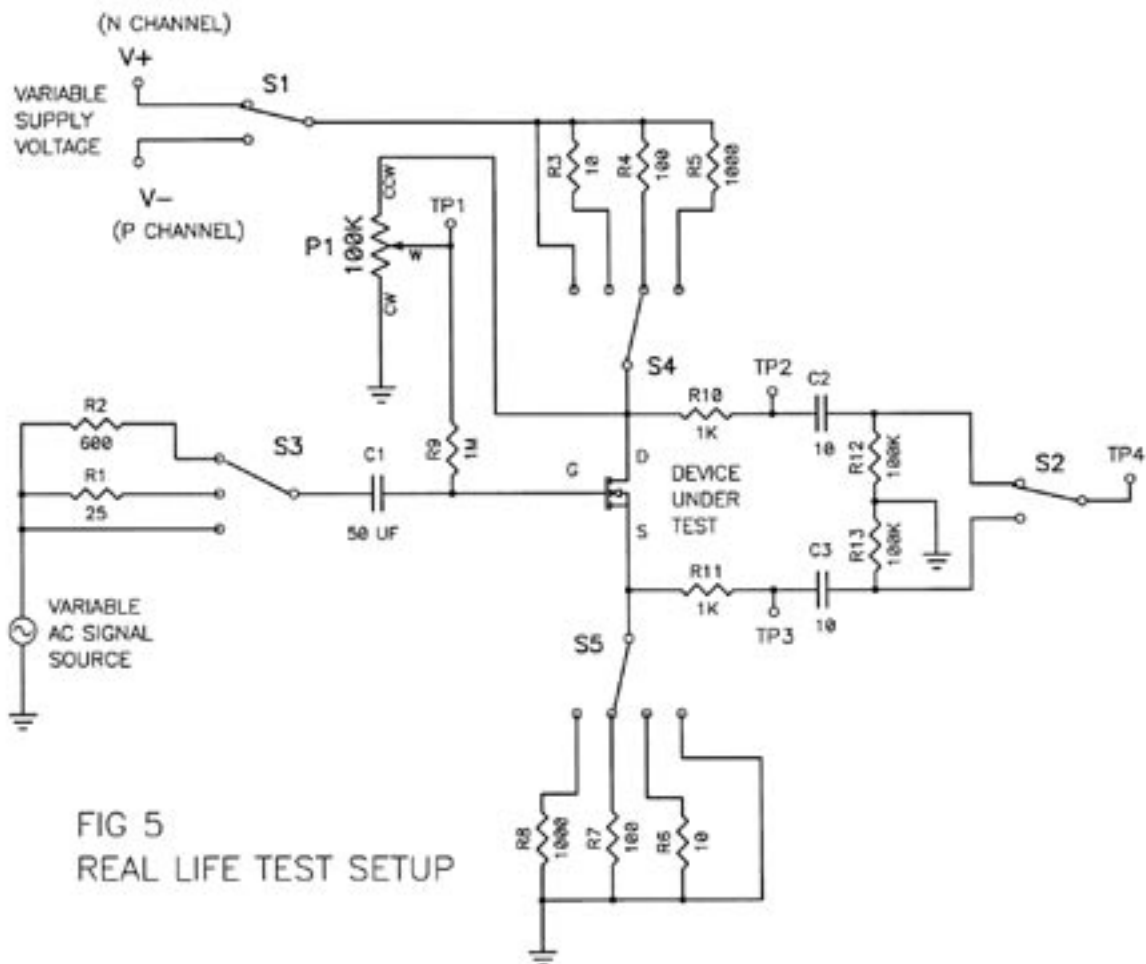 (N CHANNEL)
V+
VARIABLE
SUPPLY
VOLTAGE
S1
V-
(P CHANNEL)
P1
100K
CCW
W
CW
TP1
R3
10
R4
100
R5
1000
S4
R2
600
R1
25
S3
C1
50 UF
R9
1M
G
D
S
DEVICE
UNDER
TEST
R10
1K
TP2
C2
10
R12
100K
R13
100K
S2
TP4
R11
1K
TP3
C3
10
VARIABLE
AC SIGNAL
SOURCE
S5
R8
1000
R7
100
R6
10
FIG 5
REAL LIFE TEST SETUP